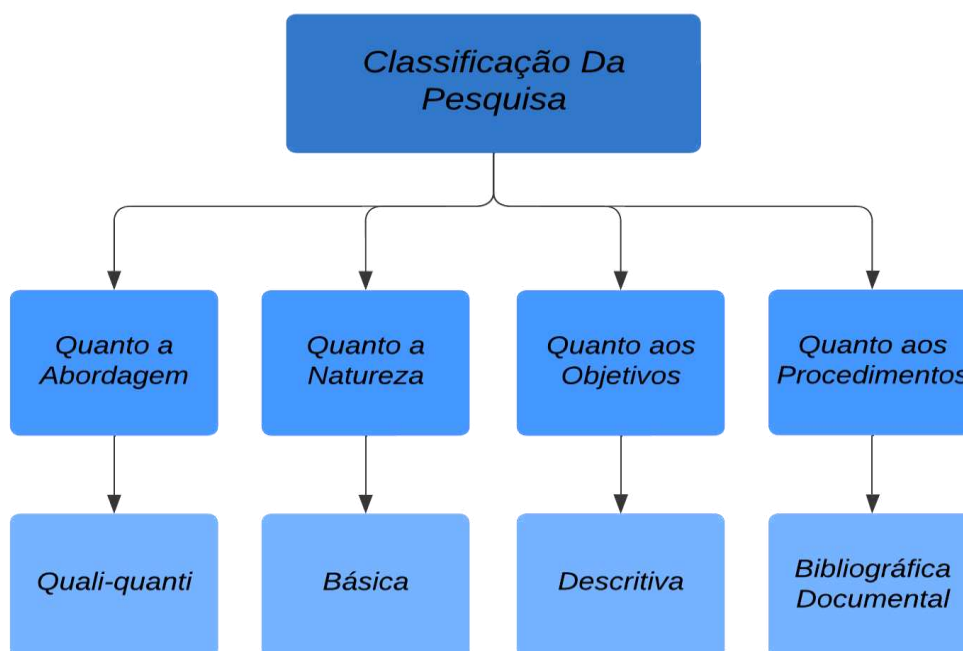 Classificação Da
Pesquisa
Quanto a
Abordagem
Quanto a
Natureza
Quanto aos
Objetivos
Quanto aos
Procedimentos
Quali-quanti
Básica
Descritiva
Bibliográfica
Documental